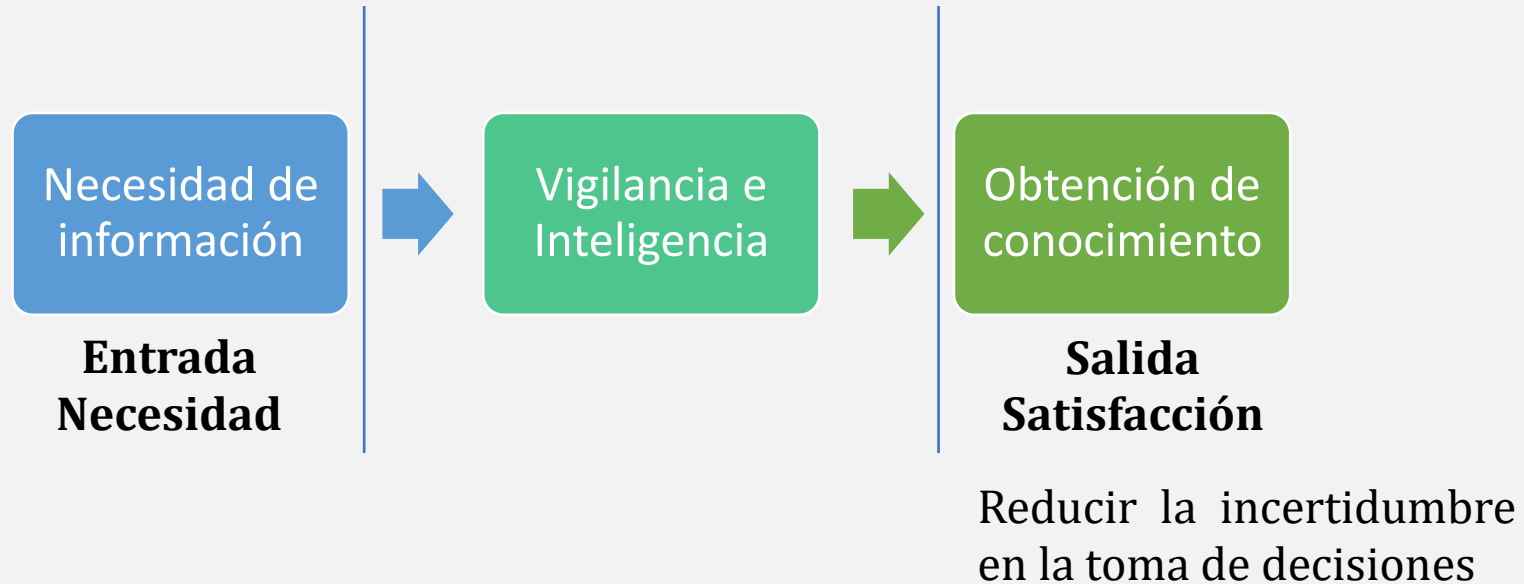 Necesidad de
información
Vigilancia e
Inteligencia
Obtención de
conocimiento
Entrada
Necesidad
Salida
Satisfacción
Reducir la incertidumbre
en la toma de decisiones